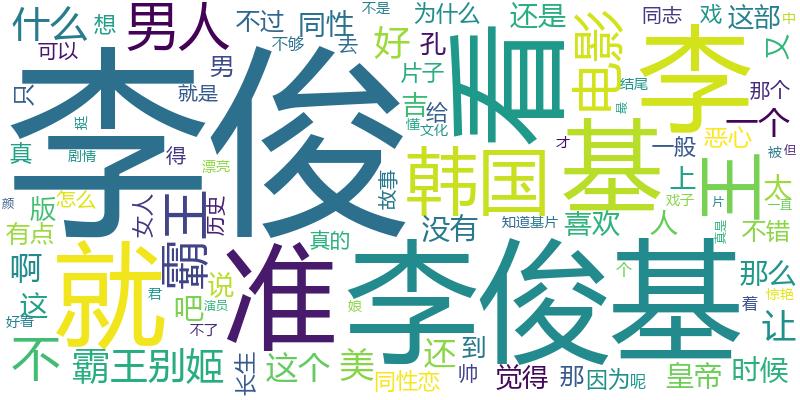 什么 想 男人 不过 同性 不是 为什么 还是 同志 戏 这部 中
可以 不够 去 好 孔 片子 电影 又
只 男 就是 李俊 看 吉 给 结尾 李 那个
挺 懂 文化 最 一个
真 剧情 得 漂亮 故事 韩国 才 基 一般 恶心 被 但
颜 版 怎么 女人 王 历史 上 王 太 戏子 片 一直
有点 霸 真的 没有 知道基片 喜欢 人 真是 不错
啊 就 君 说 准 李俊基 个 那么 惊艳
这 吧 演员 娘 着 让
好看 不了 还 到
不 霸王别姬 长生 这个 美 同性恋 帅 觉得 那 因为 呢 皇帝 时候